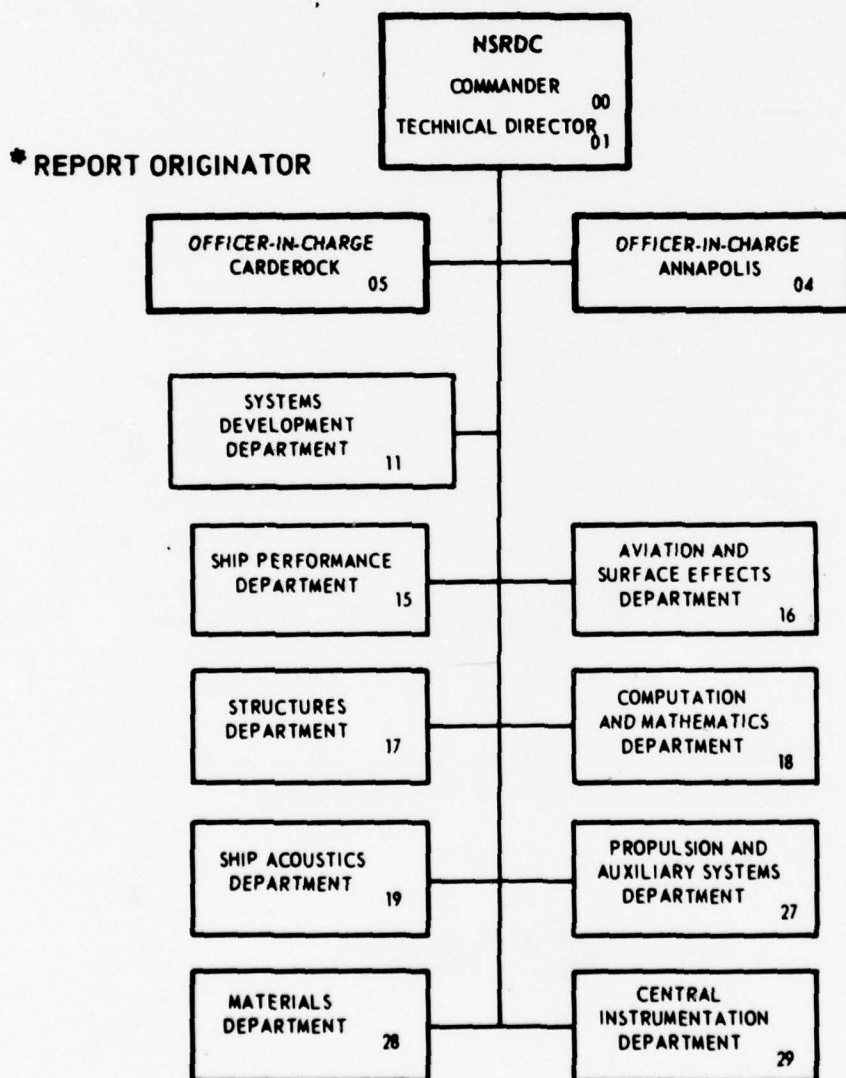 NSRDC
COMMANDER
00
TECHNICAL DIRECTOR
01
* REPORT ORIGINATOR
OFFICER-IN-CHARGE
CARDEROCK
05
OFFICER-IN-CHARGE
ANNAPOLIS
04
SYSTEMS
DEVELOPMENT
DEPARTMENT
11
SHIP PERFORMANCE
DEPARTMENT
15
AVIATION AND
SURFACE EFFECTS
DEPARTMENT
16
STRUCTURES
DEPARTMENT
17
COMPUTATION
AND MATHEMATICS
DEPARTMENT
18
SHIP ACOUSTICS
DEPARTMENT
19
PROPULSION AND
AUXILIARY SYSTEMS
DEPARTMENT
27
MATERIALS
DEPARTMENT
28
CENTRAL
INSTRUMENTATION
DEPARTMENT
29